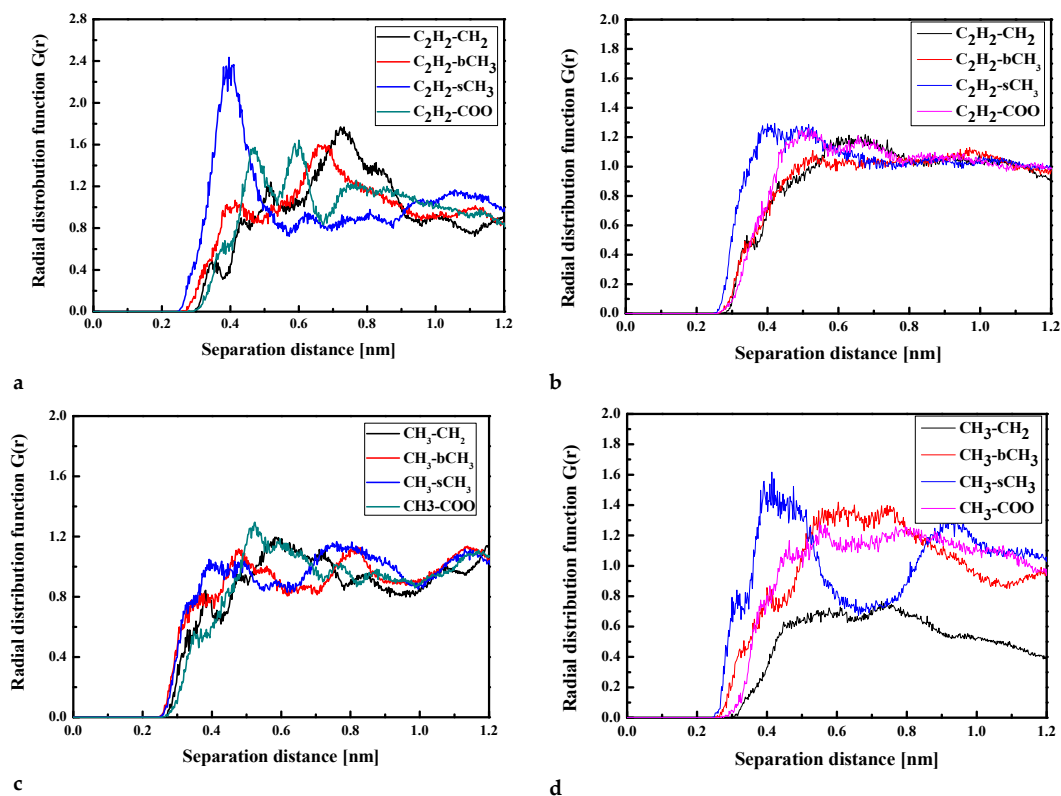 Radial distrobution function G(r)
2.8
2.4
2.0
1.6
1.2
0.8
0.4
0.0
C₂H₂-CH₂
C₂H₂-bCH₃
C₂H₂-sCH₃
C₂H₂-COO
0.0 0.2 0.4 0.6 0.8 1.0 1.2
Separation distance [nm]
a
Radial distribution function G(r)
2.0
1.8
1.6
1.4
1.2
1.0
0.8
0.6
0.4
0.2
0.0
C₂H₂-CH₂
C₂H₂-bCH₃
C₂H₂-sCH₃
C₂H₂-COO
0.0 0.2 0.4 0.6 0.8 1.0 1.2
Separation distance [nm]
b
Radial distribution function G(r)
2.0
1.6
1.2
0.8
0.4
0.0
CH₃-CH₂
CH₃-bCH₃
CH₃-sCH₃
CH3-COO
0.0 0.2 0.4 0.6 0.8 1.0 1.2
Separation distance [nm]
c
Radial distribution function G(r)
2.0
1.8
1.6
1.4
1.2
1.0
0.8
0.6
0.4
0.2
0.0
CH₃-CH₂
CH₃-bCH₃
CH₃-sCH₃
CH₃-COO
0.0 0.2 0.4 0.6 0.8 1.0 1.2
Separation distance [nm]
d